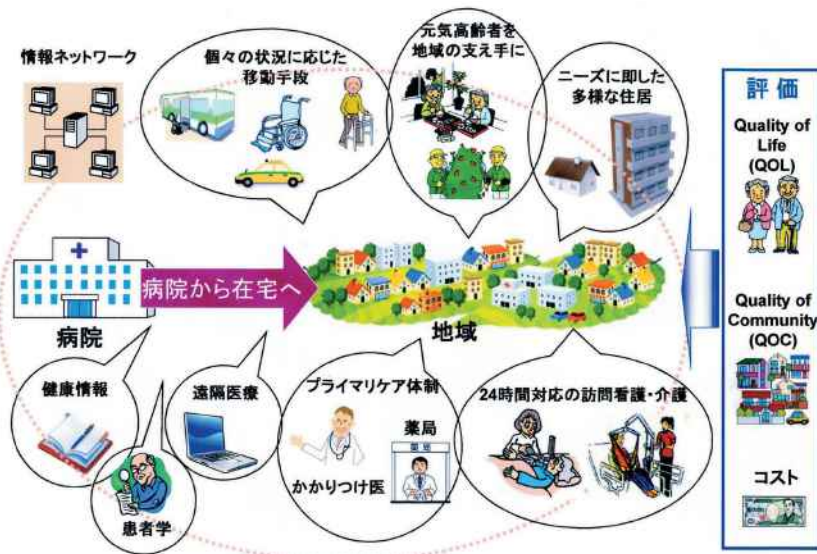 情報ネットワーク
個々の状況に応じた
移動手段
元気高齢者を
地域の支え手に
ニーズに即した
多様な住居
病院
病院から在宅へ
地域
健康情報
患者学
遠隔医療
プライマリケア体制
かかりつけ医
薬局
薬局
24時間対応の訪問看護・介護
評価
Quality of
Life
(QOL)
Quality of
Community
(QOC)
コスト